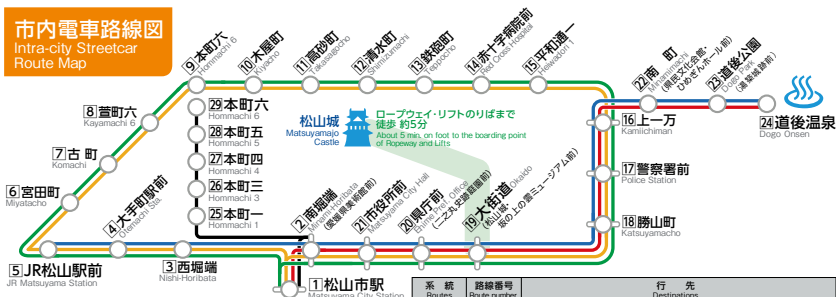 市内電車路線図
Intra-city Streetcar
Route Map
9 本町六
Hommachi 6
10 木屋町
Kiyacho
11 高砂町
Takasagocho
12 清水町
Shimizumachi
13 鉄砲町
Teppocho
14 赤十字病院前
Red Cross Hospital
15 平和通一
Heiwadori 1
8 萱町六
Kayamachi 6
7 古町
Komachi
6 宮田町
Miyatacho
5 JR松山駅前
JR Matsuyama Station
4 大手町駅前
Otemachi Sta.
3 西堀端
Nishi-Horibata
29 本町六
Hommachi 6
28 本町五
Hommachi 5
27 本町四
Hommachi 4
26 本町三
Hommachi 3
25 本町一
Hommachi 1
松山城
Matsuyamajo
Castle
ロープウェイ・リフトのりばまで
徒歩 約5分
About 5 min. on foot to the boarding point
of Ropeway and Lifts
2 南堀端
Minami-Horibata
(愛媛県美術館前)
21 市役所前
Matsuyama City Hall
20 県庁前
Ehime Pref. Office
(二之丸史跡庭園前)
19 大街道
Okaido
(松山城・
坂の上の雲ミュージアム前)
22 南町
Minamimachi
(県民文化会館・
ひめぎんホール前)
23 道後公園
Dogo Park
(湯築城跡前)
24 道後温泉
Dogo Onsen
16 上一万
Kamiichiman
17 警察署前
Police Station
18 勝山町
Katsuyamacho
1 松山市駅
Matsuyama City Station
系統 路線番号 行先
Routes Route number Destinations